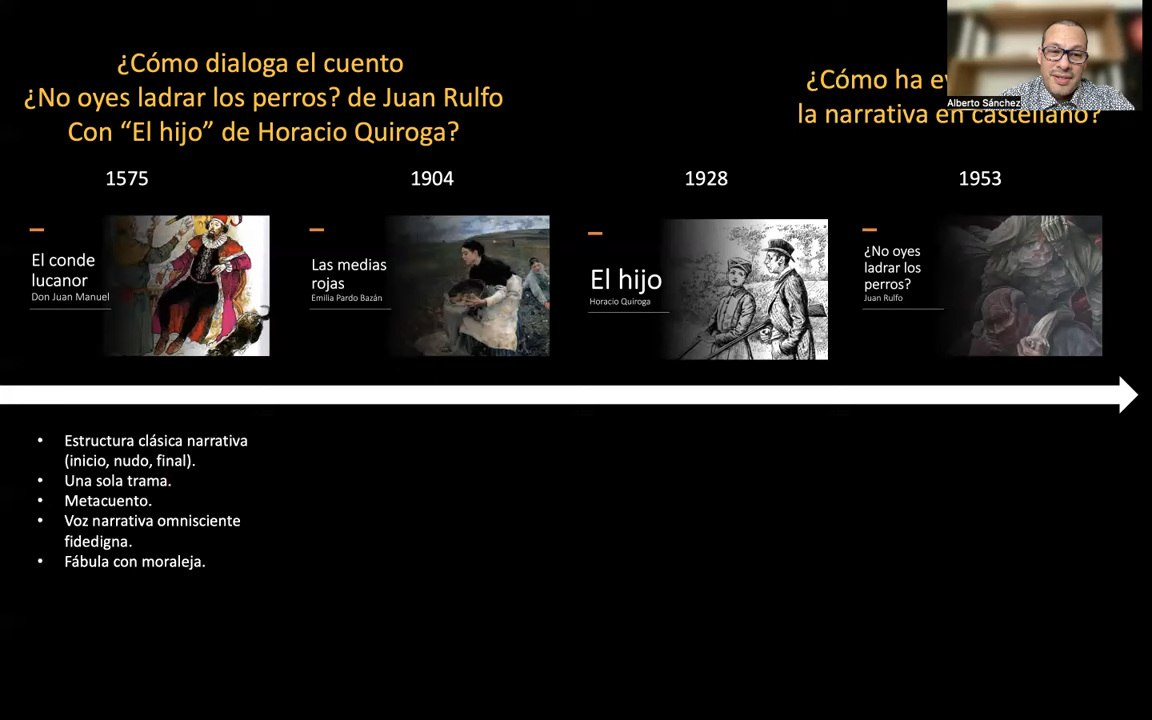 ¿Cómo dialoga el cuento
¿No oyes ladrar los perros? de Juan Rulfo
Con “El hijo” de Horacio Quiroga?
¿Cómo ha
la narrativa en castellano?
Alberto Sánchez
1575
1904
1928
1953
El conde
lucanor
Don Juan Manuel
Las medias
rojas
Emilia Pardo Bazán
El hijo
Horacio Quiroga
¿No oyes
ladrar los
perros?
Juan Rulfo
• Estructura clásica narrativa
(inicio, nudo, final).
• Una sola trama.
• Metacuento.
• Voz narrativa omnisciente
fidedigna.
• Fábula con moraleja.